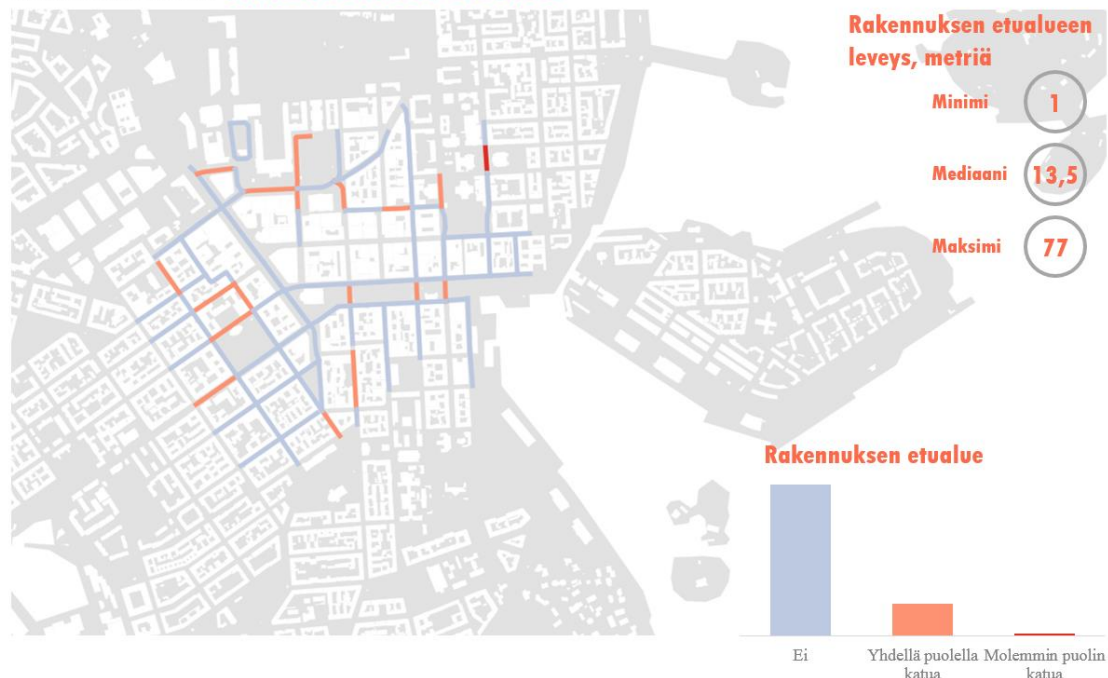 Rakennuksen etualueen
leveys, metriä
Minimi 1
Mediaani 13,5
Maksimi 77
Rakennuksen etualue
Ei
Yhdellä puolella
katua
Molemmin puolin
katua